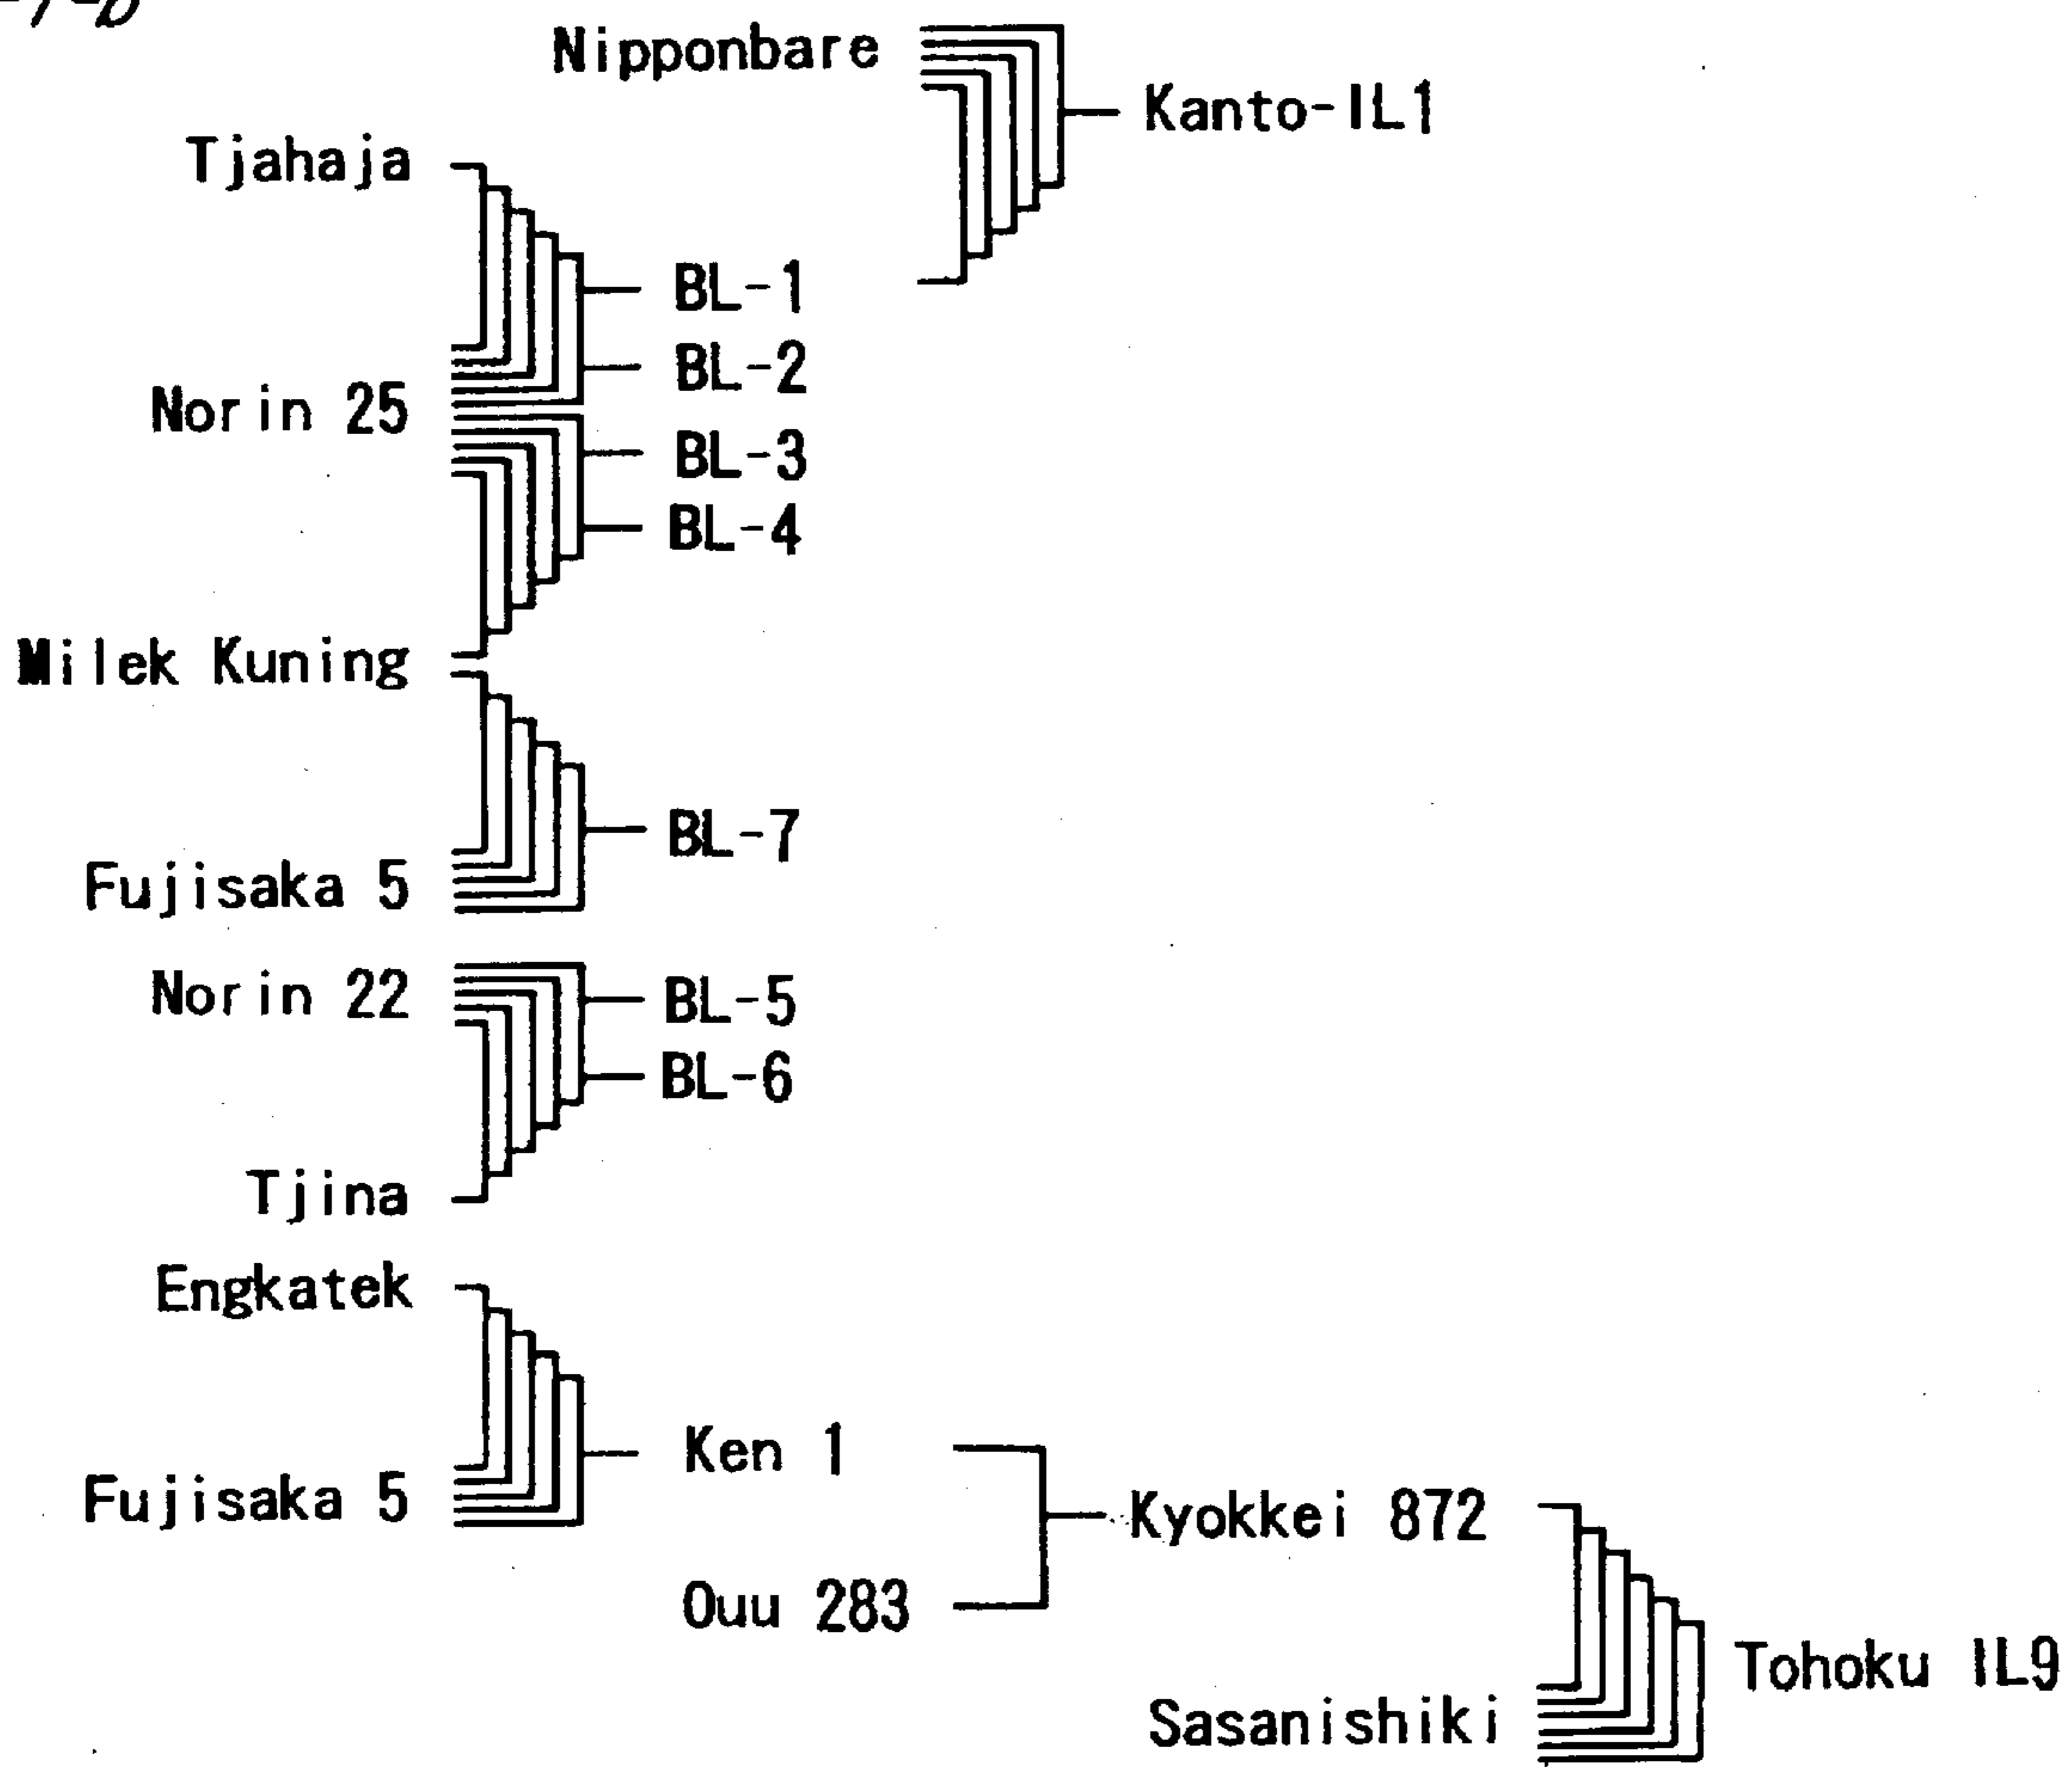 Nipponbare
Kanto-IL1
Tjahaja
BL-1
BL-2
Norin 25
BL-3
BL-4
Milek Kuning
BL-7
Fujisaka 5
Norin 22
BL-5
BL-6
Tjina
Engkatek
Ken 1
Fujisaka 5
Kyokkei 872
Ouu 283
Tohoku IL9
Sasanishiki